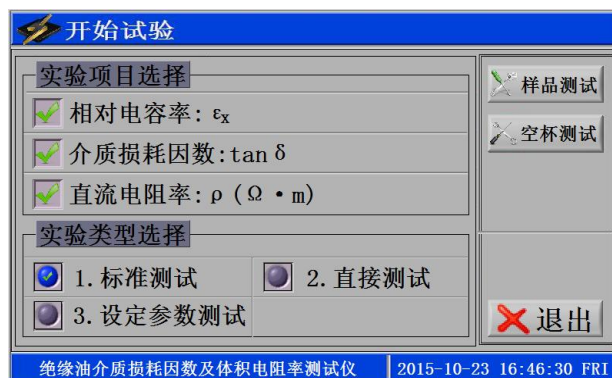 开始试验
实验项目选择
相对电容率: εx
介质损耗因数:tan δ
直流电阻率: ρ (Ω • m)
实验类型选择
1. 标准测试
2. 直接测试
3. 设定参数测试
样品测试
空杯测试
退出
绝缘油介质损耗因数及体积电阻率测试仪
2015-10-23 16:46:30 FRI